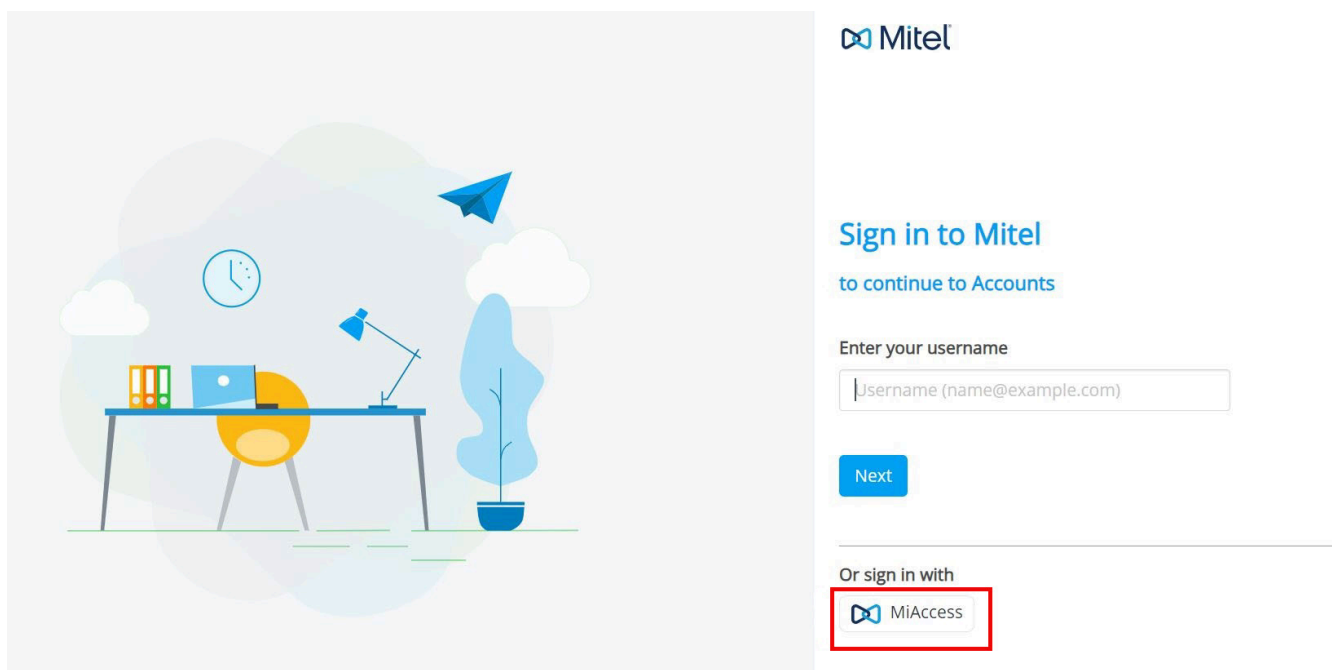 Mitel
Sign in to Mitel
to continue to Accounts
Enter your username
Username (name@example.com)
Next
Or sign in with
MiAccess